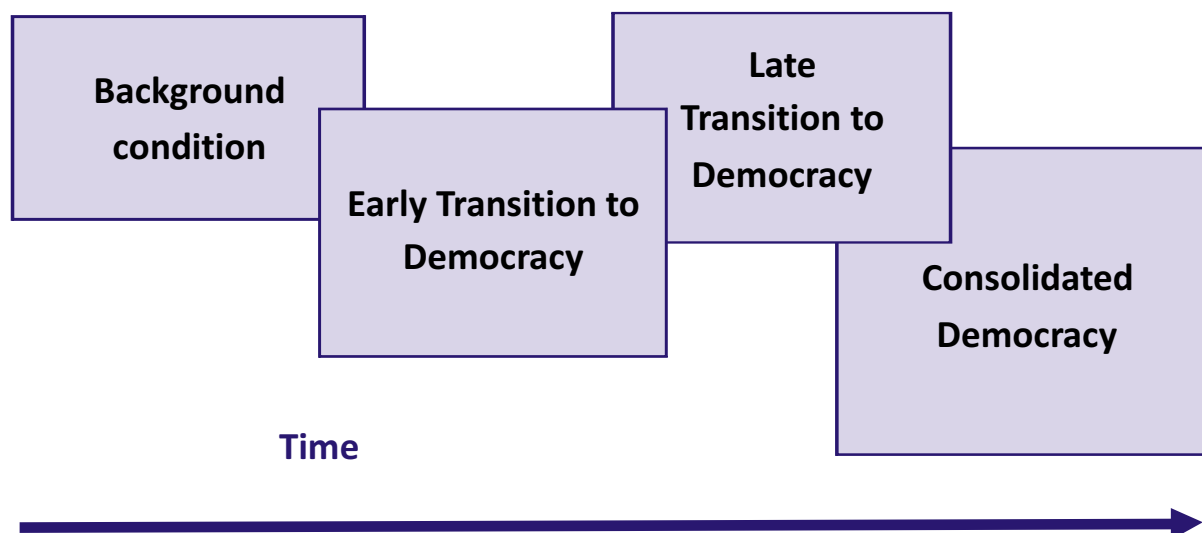 Background
condition
Early Transition to
Democracy
Late
Transition to
Democracy
Consolidated
Democracy
Time